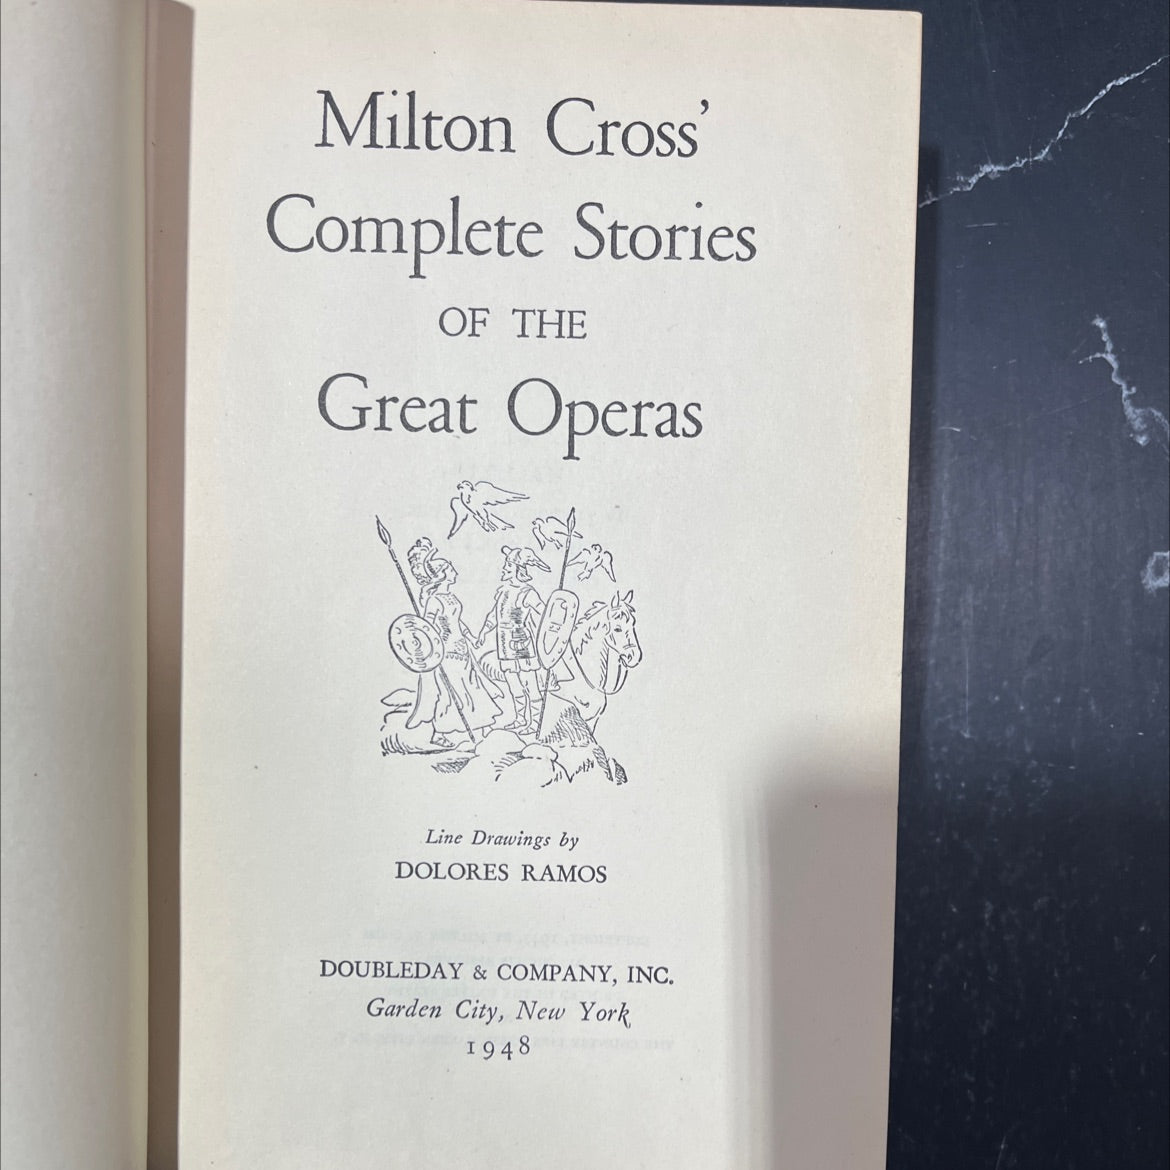 Milton Cross'
Complete Stories
OF THE
Great Operas
Line Drawings by
DOLORES RAMOS
DOUBLEDAY & COMPANY, INC.
Garden City, New York
1948